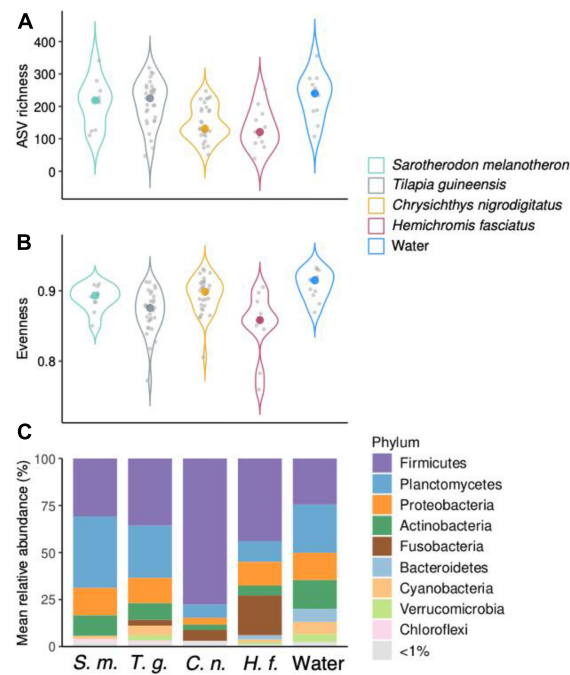 A
ASV richness
400
300
200
100
0
Sarotherodon melanotheron
Tilapia guineensis
Chrysichthys nigrodigitatus
Hemichromis fasciatus
Water
B
Evenness
0.9
0.8
C
Mean relative abundance (%)
100
75
50
25
0
S. m.
T. g.
C. n.
H. f.
Water
Phylum
Firmicutes
Planctomycetes
Proteobacteria
Actinobacteria
Fusobacteria
Bacteroidetes
Cyanobacteria
Verrucomicrobia
Chloroflexi
<1%